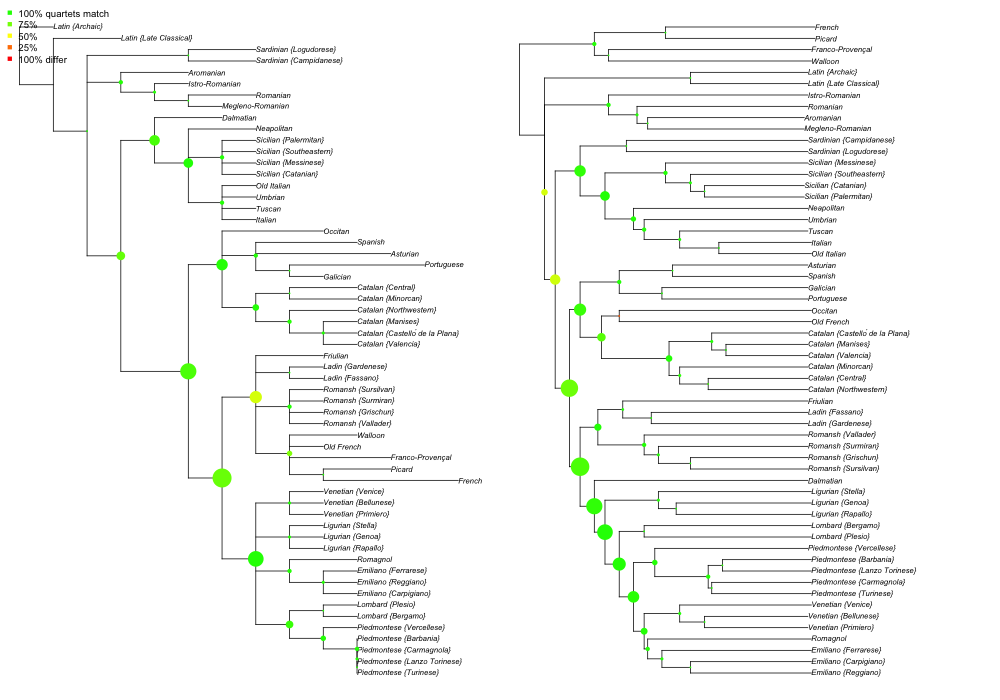 100% quartets match
75%
50%
25%
100% differ
Latin {Archaic}
Latin {Late Classical}
Sardinian {Logudorese}
Sardinian {Campidanese}
Aromanian
Istro-Romanian
Romanian
Megleno-Romanian
Dalmatian
Neapolitan
Sicilian {Palermitan}
Sicilian {Southeastern}
Sicilian {Messinese}
Sicilian {Catanian}
Old Italian
Umbrian
Tuscan
Italian
Occitan
Spanish
Asturian
Portuguese
Galician
Catalan {Central}
Catalan {Minorcan}
Catalan {Northwestern}
Catalan {Manises}
Catalan {Castelló de la Plana}
Catalan {Valencia}
Friulian
Ladin {Gardenese}
Ladin {Fassano}
Romansh {Sursilvan}
Romansh {Surmiran}
Romansh {Grischun}
Romansh {Vallader}
Walloon
Old French
Franco-Provençal
Picard
French
Venetian {Venice}
Venetian {Bellunese}
Venetian {Primiero}
Ligurian {Stella}
Ligurian {Genoa}
Ligurian {Rapallo}
Romagnol
Emiliano {Ferrarese}
Emiliano {Reggiano}
Emiliano {Carpigiano}
Lombard {Plesio}
Lombard {Bergamo}
Piedmontese {Vercellese}
Piedmontese {Barbania}
Piedmontese {Carmagnola}
Piedmontese {Lanzo Torinese}
Piedmontese {Turinese}
French
Picard
Franco-Provençal
Walloon
Latin {Archaic}
Latin {Late Classical}
Istro-Romanian
Romanian
Aromanian
Megleno-Romanian
Sardinian {Campidanese}
Sardinian {Logudorese}
Sicilian {Messinese}
Sicilian {Southeastern}
Sicilian {Catanian}
Sicilian {Palermitan}
Neapolitan
Umbrian
Tuscan
Italian
Old Italian
Asturian
Spanish
Galician
Portuguese
Occitan
Old French
Catalan {Castelló de la Plana}
Catalan {Manises}
Catalan {Valencia}
Catalan {Minorcan}
Catalan {Central}
Catalan {Northwestern}
Friulian
Ladin {Fassano}
Ladin {Gardenese}
Romansh {Vallader}
Romansh {Surmiran}
Romansh {Grischun}
Romansh {Sursilvan}
Dalmatian
Ligurian {Stella}
Ligurian {Genoa}
Ligurian {Rapallo}
Lombard {Bergamo}
Lombard {Plesio}
Piedmontese {Vercellese}
Piedmontese {Barbania}
Piedmontese {Lanzo Torinese}
Piedmontese {Carmagnola}
Piedmontese {Turinese}
Venetian {Venice}
Venetian {Bellunese}
Venetian {Primiero}
Romagnol
Emiliano {Ferrarese}
Emiliano {Carpigiano}
Emiliano {Reggiano}